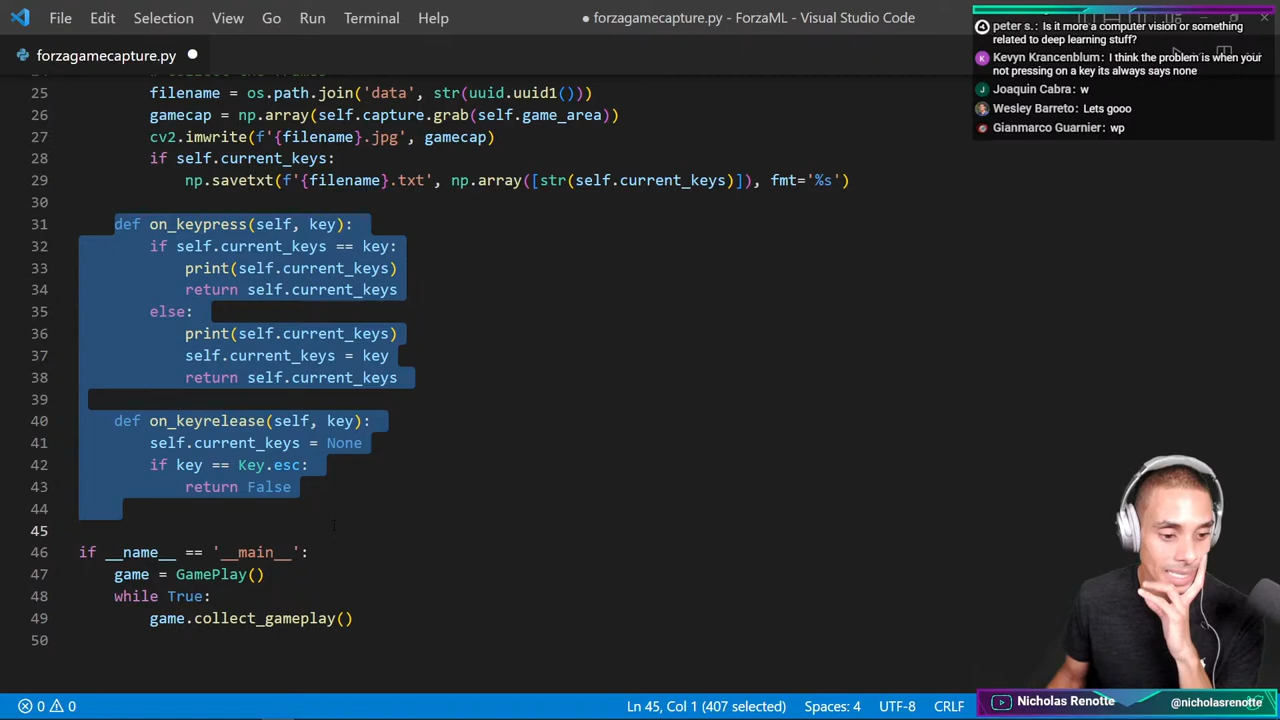 File Edit Selection View Go Run Terminal Help ● forzagamecapture.py - ForzaML - Visual Studio Code
forzagamecapture.py ●
25 filename = os.path.join('data', str(uuid.uuid1()))
26 gamecap = np.array(self.capture.grab(self.game_area))
27 cv2.imwrite(f'{filename}.jpg', gamecap)
28 if self.current_keys:
29 np.savetxt(f'{filename}.txt', np.array([str(self.current_keys)]), fmt='%s')
30
31 def on_keypress(self, key):
32 if self.current_keys == key:
33 print(self.current_keys)
34 return self.current_keys
35 else:
36 print(self.current_keys)
37 self.current_keys = key
38 return self.current_keys
39
40 def on_keyrelease(self, key):
41 self.current_keys = None
42 if key == Key.esc:
43 return False
44
45
46 if __name__ == '__main__':
47 game = GamePlay()
48 while True:
49 game.collect_gameplay()
50
peter s.: Is it more a computer vision or something
related to deep learning stuff?
Kevyn Krancenblum: I think the problem is when your
not pressing on a key its always says none
Joaquin Cabra: w
Wesley Barreto: Lets gooo
Gianmarco Guarnier: wp
0 0 Ln 45, Col 1 (407 selected) Spaces: 4 UTF-8 CRLF
Nicholas Renotte @nicholasrenotte